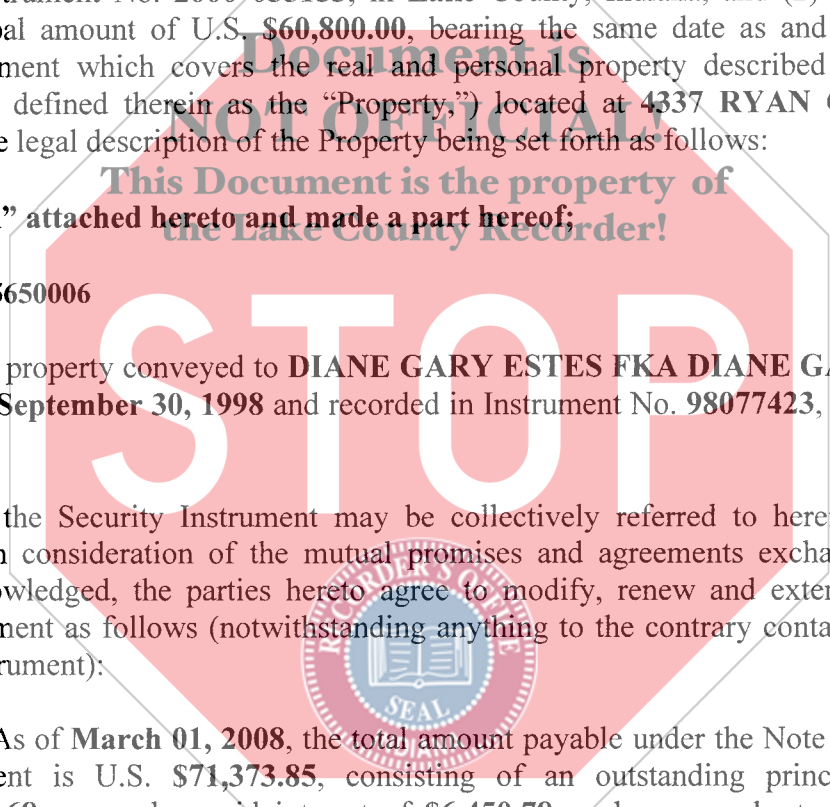 pal amount of U.S. $60,800.00, bearing the same date as and
ment which covers the real and personal property described
defined therein as the “Property,”) located at 4337 RYAN
e legal description of the Property being set forth as follows:
” attached hereto and made a part hereof;
650006
property conveyed to DIANE GARY ESTES FKA DIANE GA
September 30, 1998 and recorded in Instrument No. 98077423,
the Security Instrument may be collectively referred to here
n consideration of the mutual promises and agreements excha
owledged, the parties hereto agree to modify, renew and exten
ment as follows (notwithstanding anything to the contrary conta
rument):
As of March 01, 2008, the total amount payable under the Note
ent is U.S. $71,373.85, consisting of an outstanding princ
Document is
NOT OFFICIAL!
This Document is the property of
the Lake County Recorder!
STOP
RECORDER'S OFFICE
SEAL